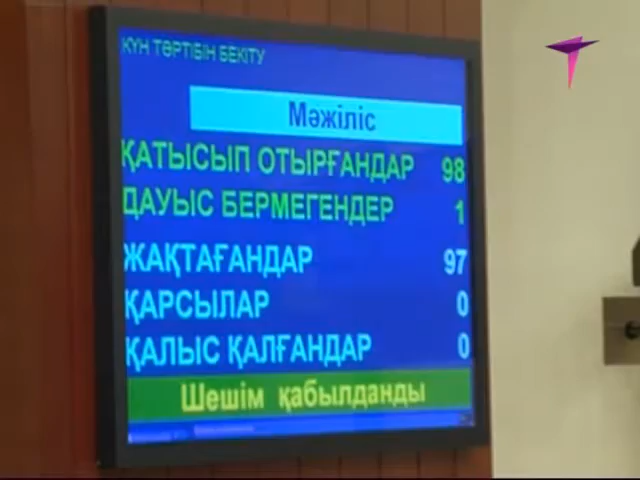 КҮН ТӘРТІБІН БЕКІТУ
Мәжіліс
ҚАТЫСЫП ОТЫРҒАНДАР 98
ДАУЫС БЕРМЕГЕНДЕР 1
ЖАҚТАҒАНДАР 97
ҚАРСЫЛАР 0
ҚАЛЫС ҚАЛҒАНДАР 0
Шешім қабылданды